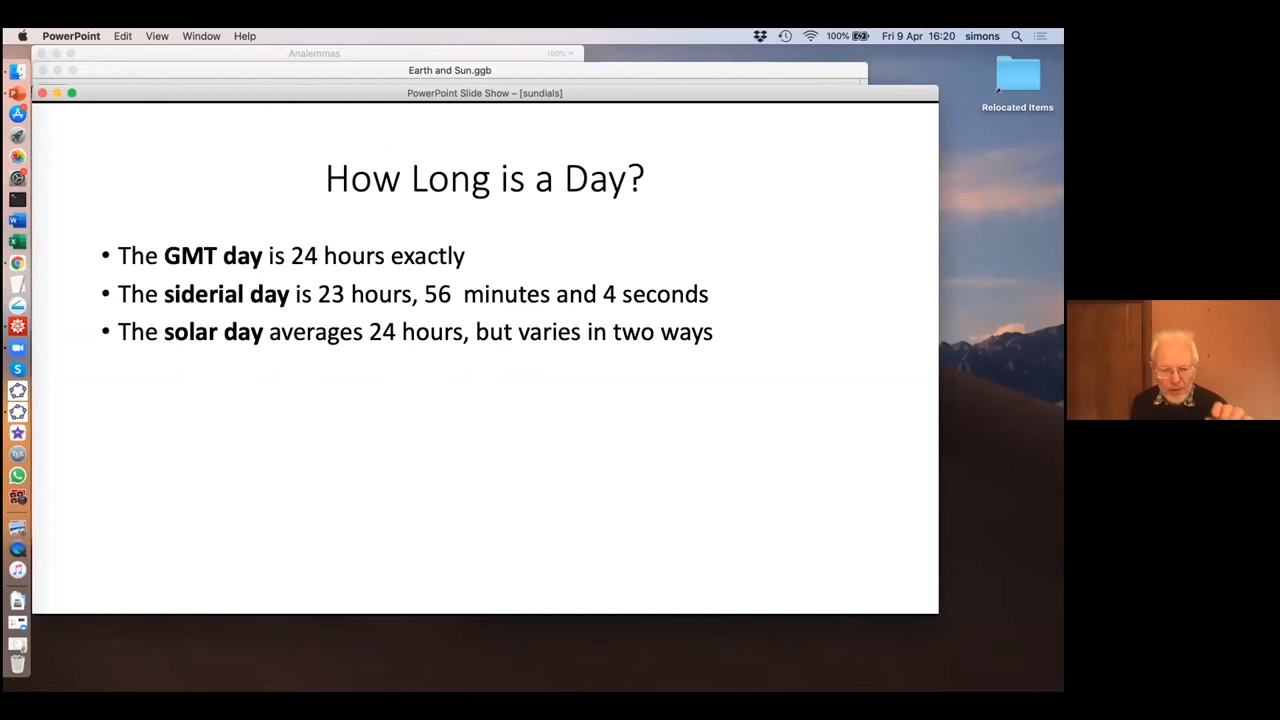 PowerPoint Edit View Window Help 100% Fri 9 Apr 16:20 simons
Analemmas 100%
Earth and Sun.ggb
PowerPoint Slide Show – [sundials]
Relocated Items
How Long is a Day?
• The GMT day is 24 hours exactly
• The siderial day is 23 hours, 56 minutes and 4 seconds
• The solar day averages 24 hours, but varies in two ways